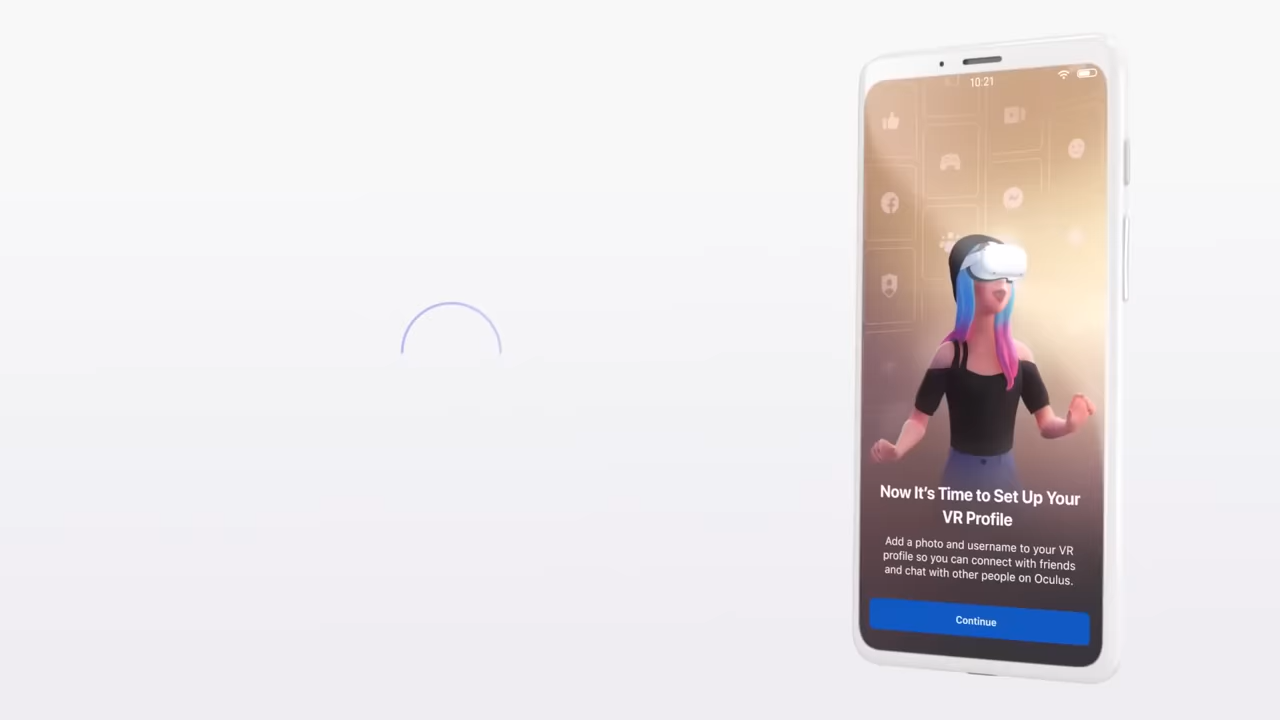 10:21
Now It's Time to Set Up Your
VR Profile
Add a photo and username to your VR
profile so you can connect with friends
and chat with other people on Oculus.
Continue